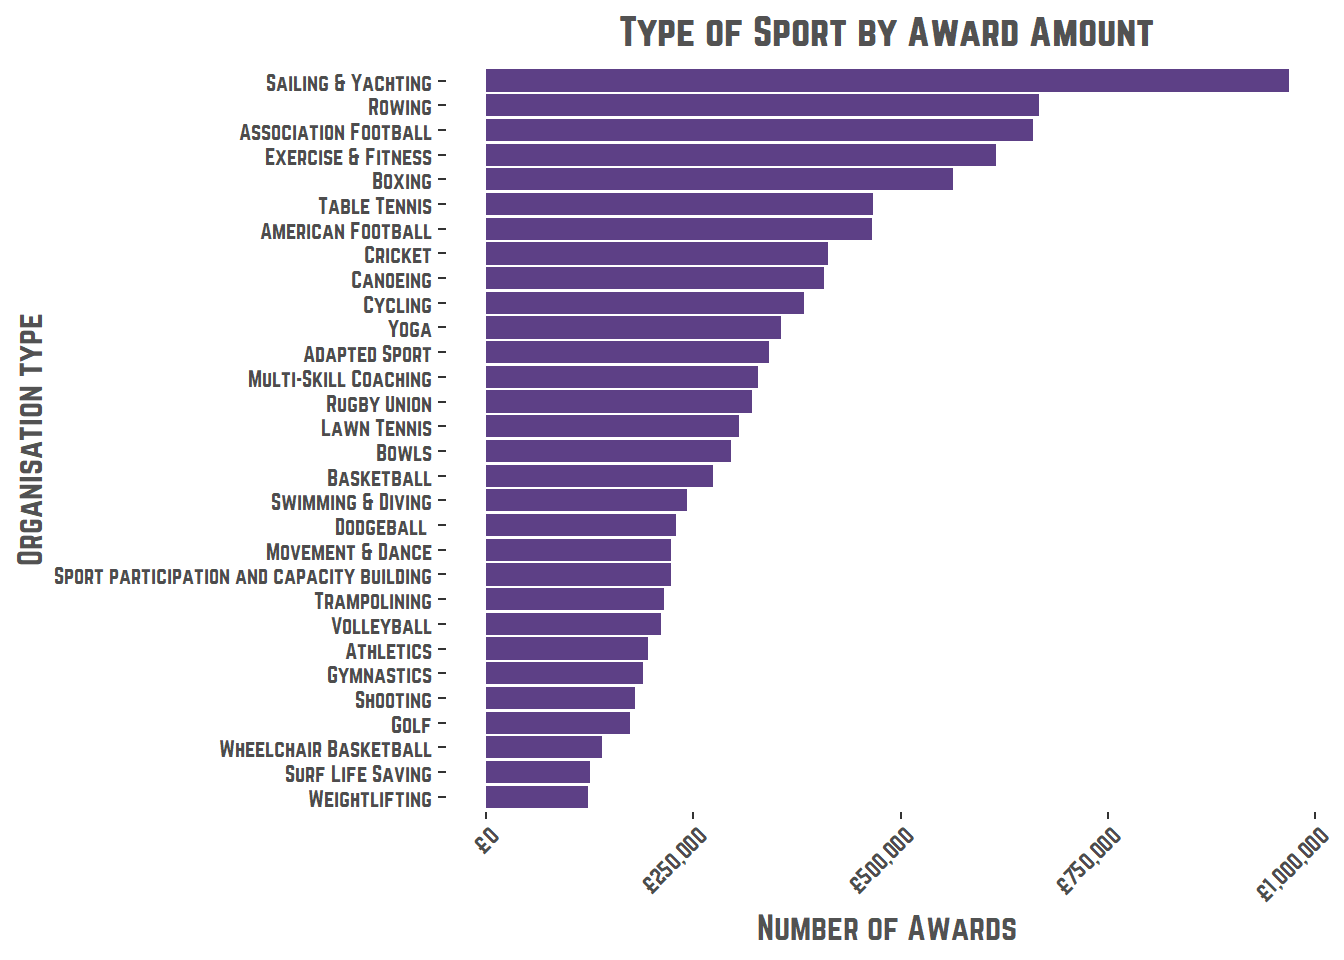 Type of Sport by Award Amount
Organisation type
Sailing & Yachting
Rowing
Association Football
Exercise & Fitness
Boxing
Table Tennis
American Football
Cricket
Canoeing
Cycling
Yoga
Adapted Sport
Multi-Skill Coaching
Rugby Union
Lawn Tennis
Bowls
Basketball
Swimming & Diving
Dodgeball
Movement & Dance
Sport participation and capacity building
Trampolining
Volleyball
Athletics
Gymnastics
Shooting
Golf
Wheelchair Basketball
Surf Life Saving
Weightlifting
£0
£250,000
£500,000
£750,000
£1,000,000
Number of Awards